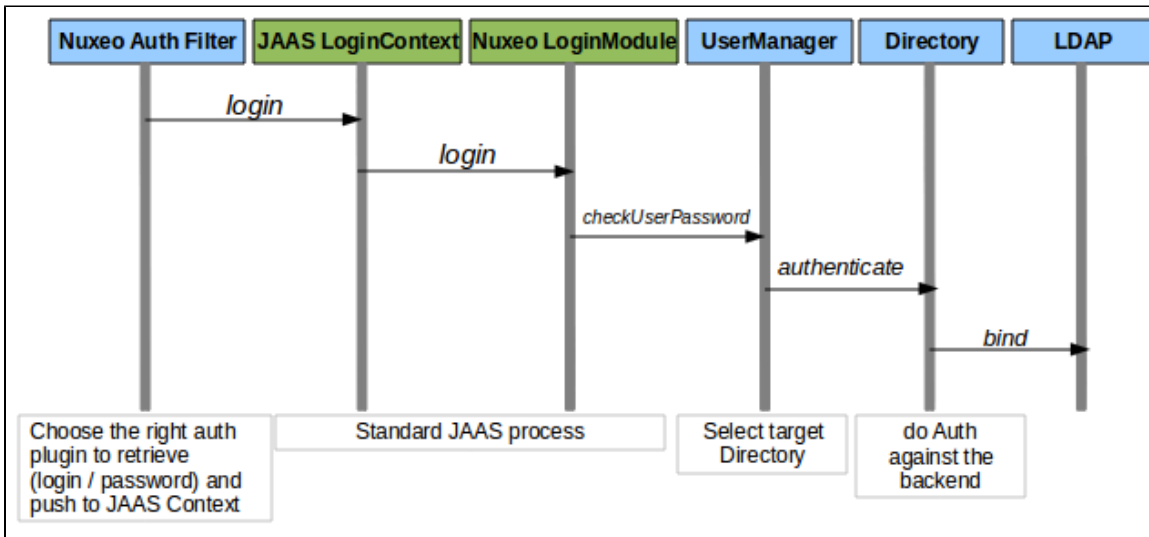 Nuxeo Auth Filter
JAAS LoginContext
Nuxeo LoginModule
UserManager
Directory
LDAP
login
login
checkUserPassword
authenticate
bind
Choose the right auth
plugin to retrieve
(login / password) and
push to JAAS Context
Standard JAAS process
Select target
Directory
do Auth
against the
backend